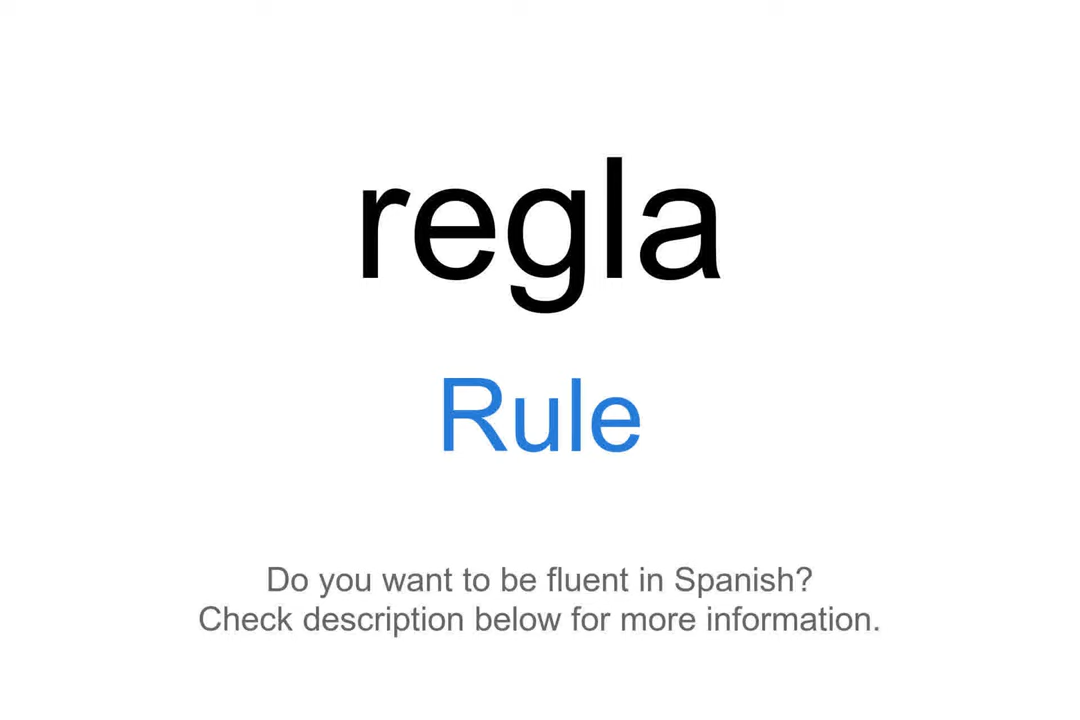 regla
Rule
Do you want to be fluent in Spanish?
Check description below for more information.